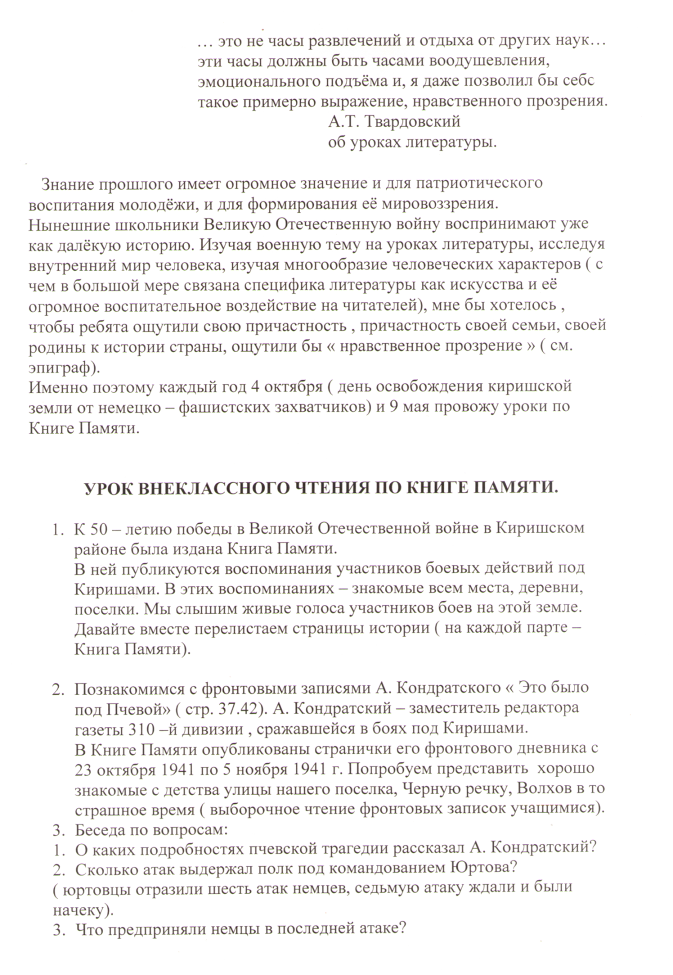 … это не часы развлечений и отдыха от других наук…
эти часы должны быть часами воодушевления,
эмоционального подъёма и, я даже позволил бы себе
такое примерно выражение, нравственного прозрения.
А.Т. Твардовский
об уроках литературы.
Знание прошлого имеет огромное значение и для патриотического
воспитания молодёжи, и для формирования её мировоззрения.
Нынешние школьники Великую Отечественную войну воспринимают уже
как далёкую историю. Изучая военную тему на уроках литературы, исследуя
внутренний мир человека, изучая многообразие человеческих характеров ( с
чем в большой мере связана специфика литературы как искусства и её
огромное воспитательное воздействие на читателей), мне бы хотелось ,
чтобы ребята ощутили свою причастность , причастность своей семьи, своей
родины к истории страны, ощутили бы « нравственное прозрение » ( см.
эпиграф).
Именно поэтому каждый год 4 октября ( день освобождения киришской
земли от немецко – фашистских захватчиков) и 9 мая провожу уроки по
Книге Памяти.
УРОК ВНЕКЛАССНОГО ЧТЕНИЯ ПО КНИГЕ ПАМЯТИ.
1. К 50 – летию победы в Великой Отечественной войне в Киришском
районе была издана Книга Памяти.
В ней публикуются воспоминания участников боевых действий под
Киришами. В этих воспоминаниях – знакомые всем места, деревни,
поселки. Мы слышим живые голоса участников боев на этой земле.
Давайте вместе перелистаем страницы истории ( на каждой парте –
Книга Памяти).
2. Познакомимся с фронтовыми записями А. Кондратского « Это было
под Пчевой» ( стр. 37.42). А. Кондратский – заместитель редактора
газеты 310 –й дивизии , сражавшейся в боях под Киришами.
В Книге Памяти опубликованы странички его фронтового дневника с
23 октября 1941 по 5 ноября 1941 г. Попробуем представить хорошо
знакомые с детства улицы нашего поселка, Черную речку, Волхов в то
страшное время ( выборочное чтение фронтовых записок учащимися).
3. Беседа по вопросам:
1. О каких подробностях пчевской трагедии рассказал А. Кондратский?
2. Сколько атак выдержал полк под командованием Юртова?
( юртовцы отразили шесть атак немцев, седьмую атаку ждали и были
начеку).
3. Что предприняли немцы в последней атаке?